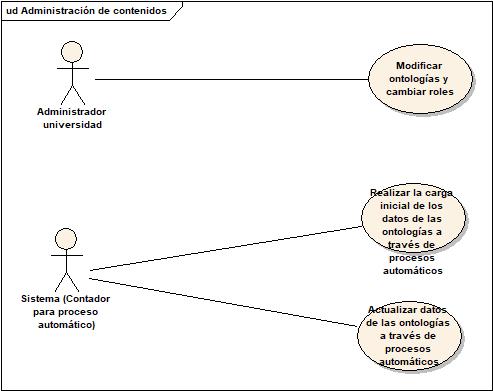 ud Administración de contenidos
Administrador
universidad
Modificar
ontologías y
cambiar roles
Sistema (Contador
para proceso
automático)
Realizar la carga
inicial de los
datos de las
ontologías a
través de
procesos
automáticos
Actualizar datos
de las ontologías
a través de
procesos
automáticos